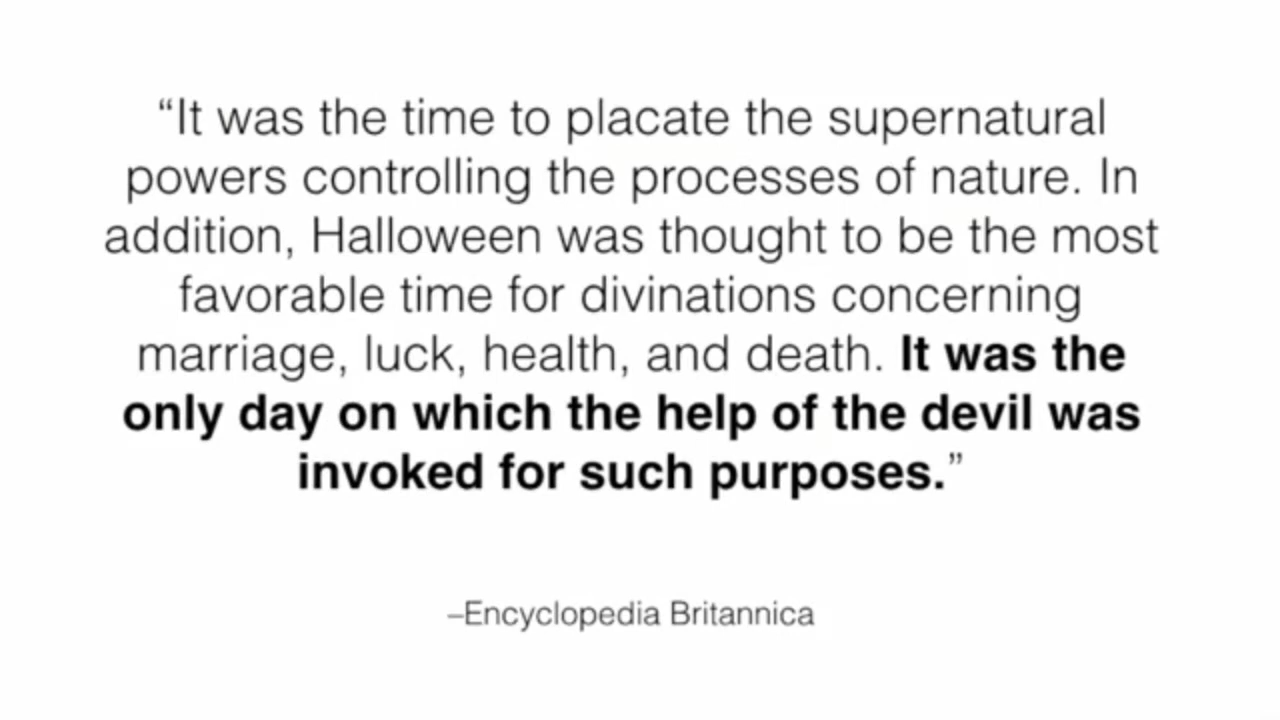 “It was the time to placate the supernatural
powers controlling the processes of nature. In
addition, Halloween was thought to be the most
favorable time for divinations concerning
marriage, luck, health, and death. It was the
only day on which the help of the devil was
invoked for such purposes.”
–Encyclopedia Britannica